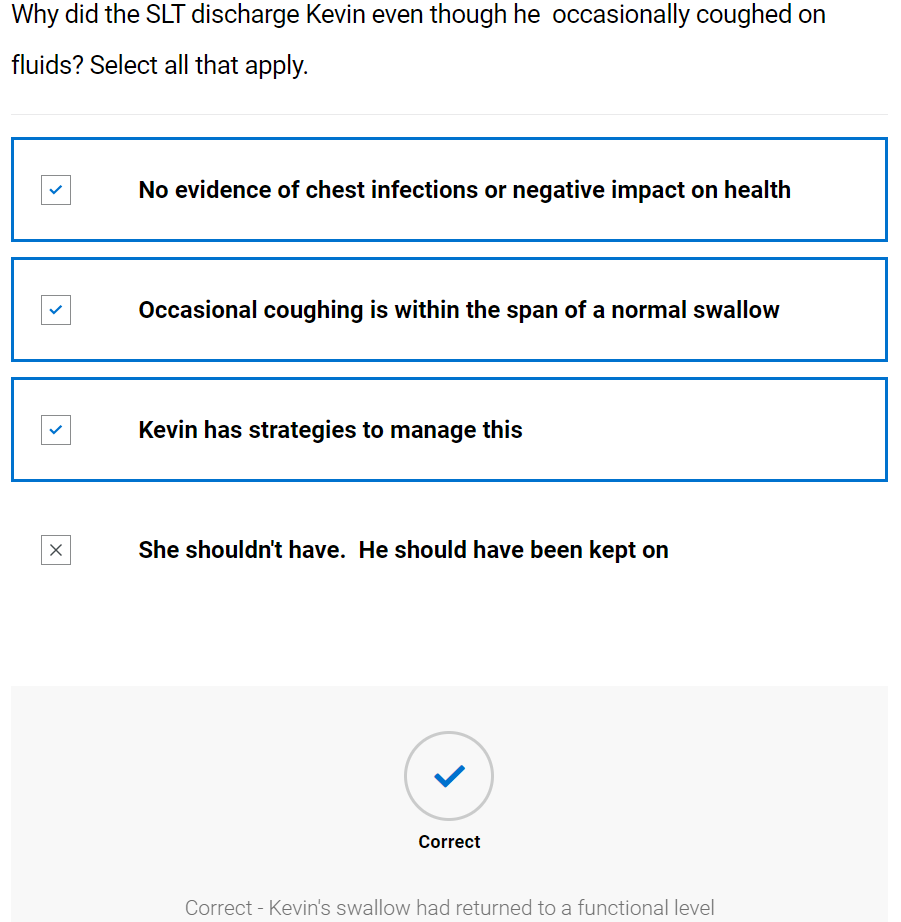 Why did the SLT discharge Kevin even though he  occasionally coughed on
fluids? Select all that apply.
No evidence of chest infections or negative impact on health
Occasional coughing is within the span of a normal swallow
Kevin has strategies to manage this
She shouldn't have.  He should have been kept on
Correct
Correct - Kevin's swallow had returned to a functional level